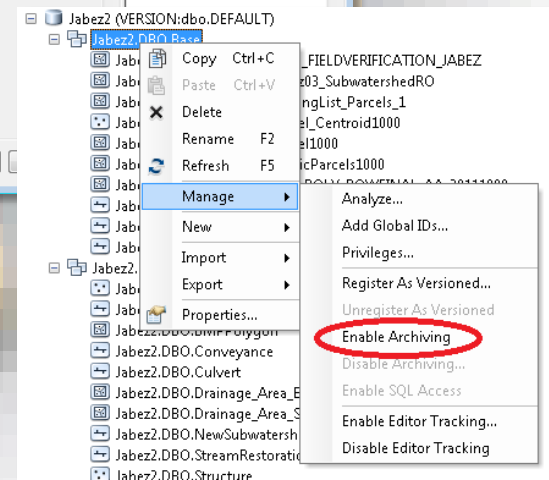 Jabez2 (VERSION:dbo.DEFAULT)
Jabez2.DBO.Base
Copy Ctrl+C
Paste Ctrl+V
Delete
Rename F2
Refresh F5
Manage
New
Import
Export
Properties...
_FIELDVERIFICATION_JABEZ
z03_SubwatershedRO
ngList_Parcels_1
el_Centroid1000
el1000
icParcels1000
Analyze...
Add Global IDs...
Privileges...
Register As Versioned...
Unregister As Versioned
Enable Archiving
Disable Archiving...
Enable SQL Access
Enable Editor Tracking...
Disable Editor Tracking
Jabez2.
Jabez2.DBO.BMPPolygon
Jabez2.DBO.Conveyance
Jabez2.DBO.Culvert
Jabez2.DBO.Drainage_Area_E
Jabez2.DBO.Drainage_Area_S
Jabez2.DBO.NewSubwatersh
Jabez2.DBO.StreamRestoratic
Jabez2.DBO.Structure